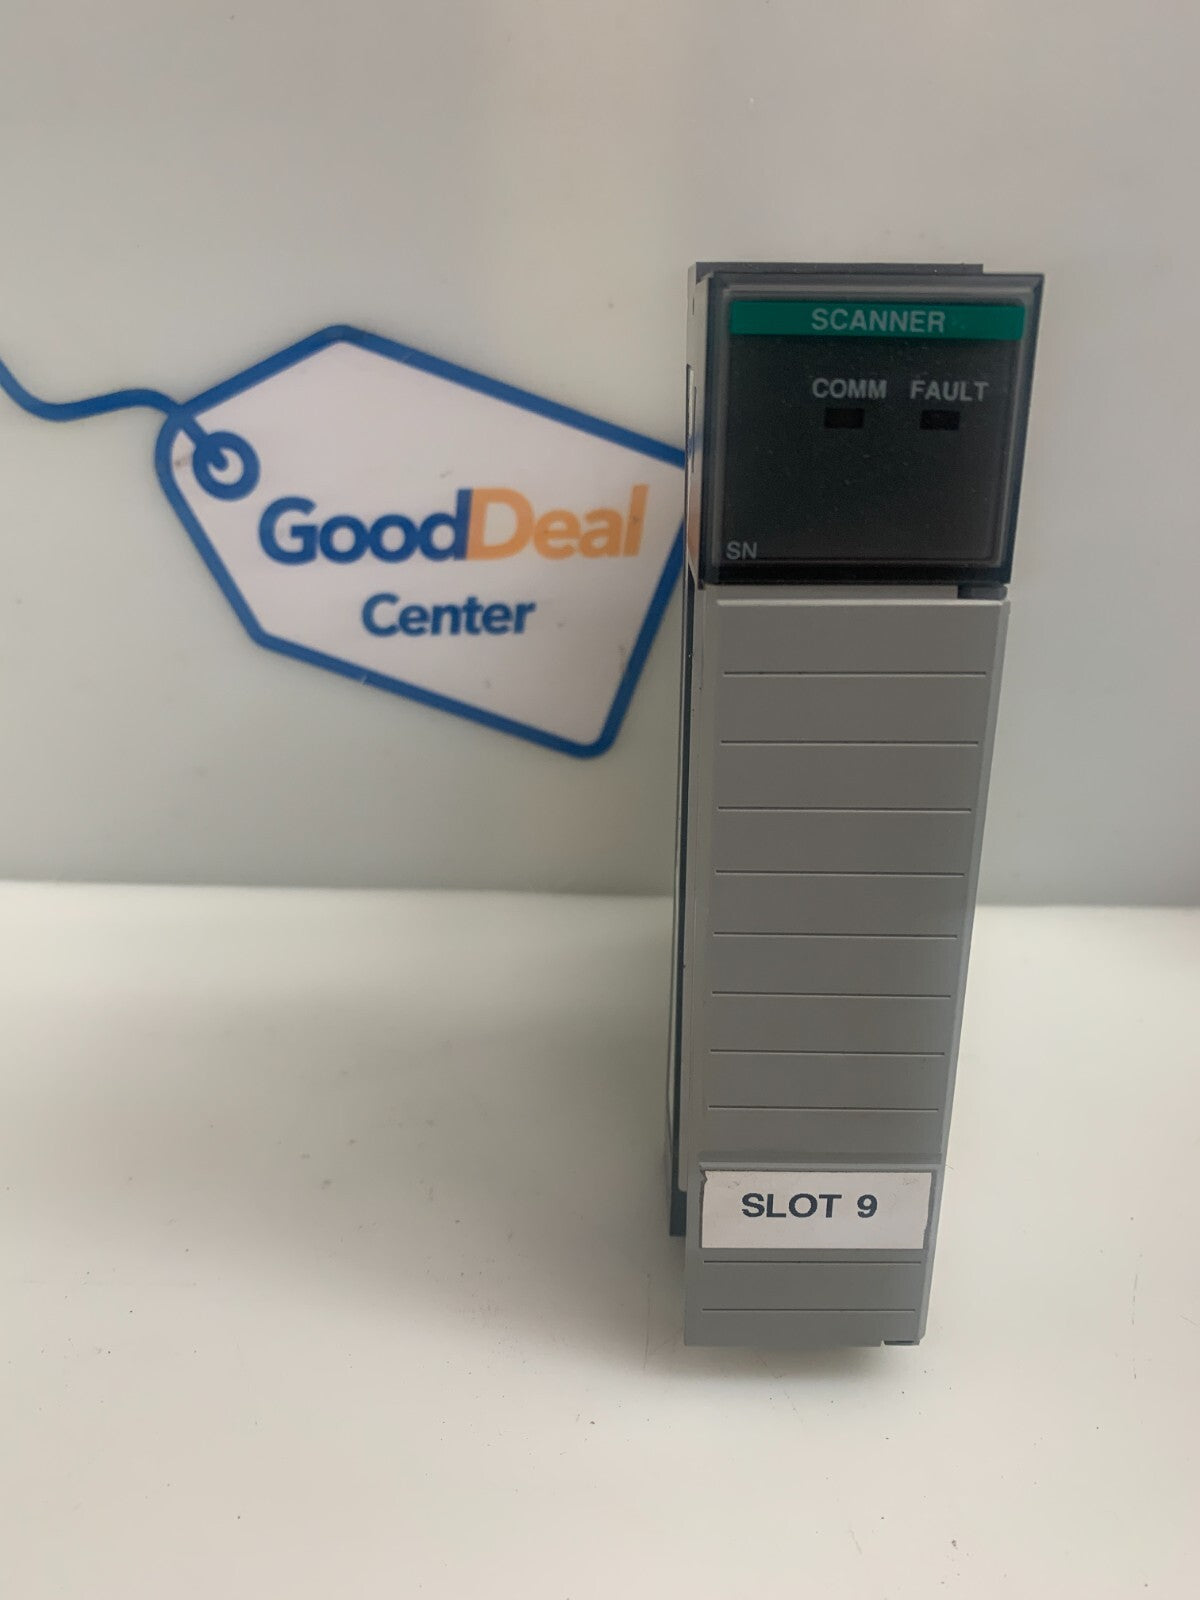 GoodDeal
Center
SCANNER
COMM FAULT
SN
SLOT 9